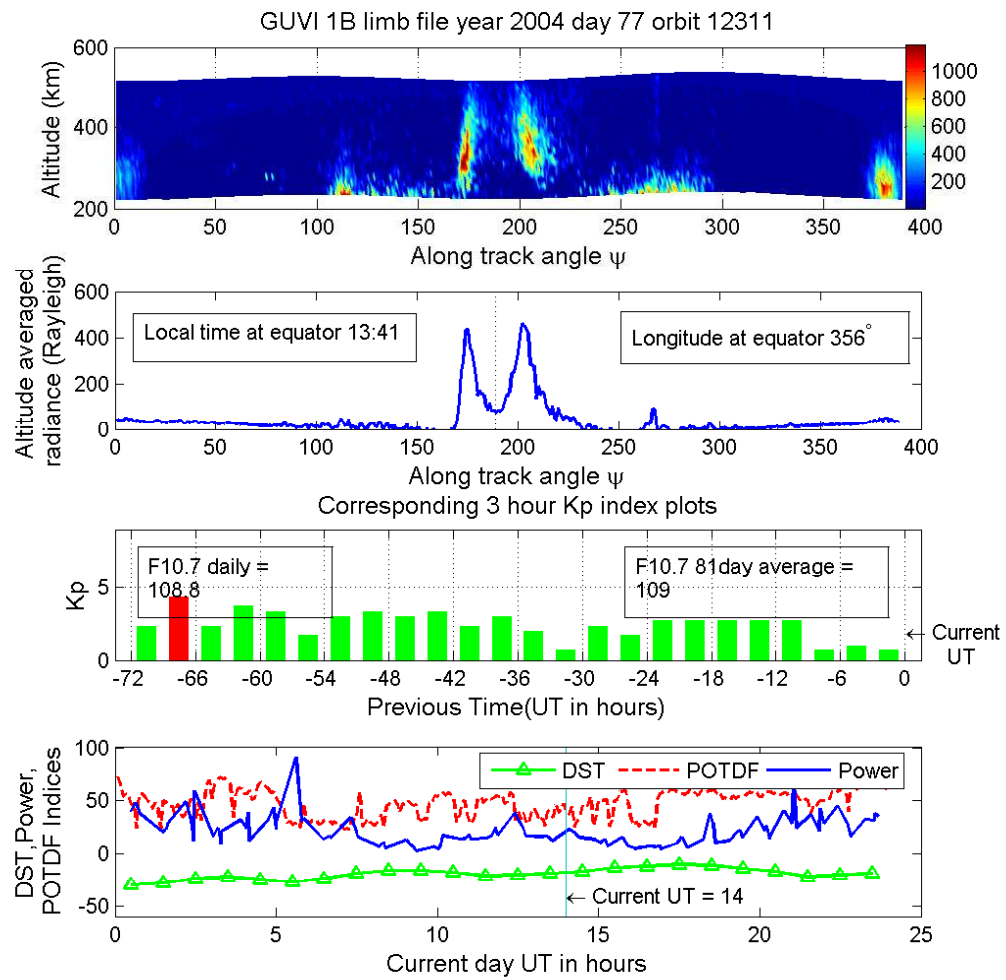 GUVI 1B limb file year 2004 day 77 orbit 12311
600
400
200
Altitude (km)
0 50 100 150 200 250 300 350 400
Along track angle ψ
1000
800
600
400
200
600
400
200
0
Altitude averaged
radiance (Rayleigh)
Local time at equator 13:41
Longitude at equator 356°
0 50 100 150 200 250 300 350 400
Along track angle ψ
Corresponding 3 hour Kp index plots
5
0
Kp
F10.7 daily =
108.8
F10.7 81day average =
109
← Current
UT
-72 -66 -60 -54 -48 -42 -36 -30 -24 -18 -12 -6 0
Previous Time(UT in hours)
100
50
0
-50
DST,Power,
POTDF Indices
DST POTDF Power
← Current UT = 14
0 5 10 15 20 25
Current day UT in hours